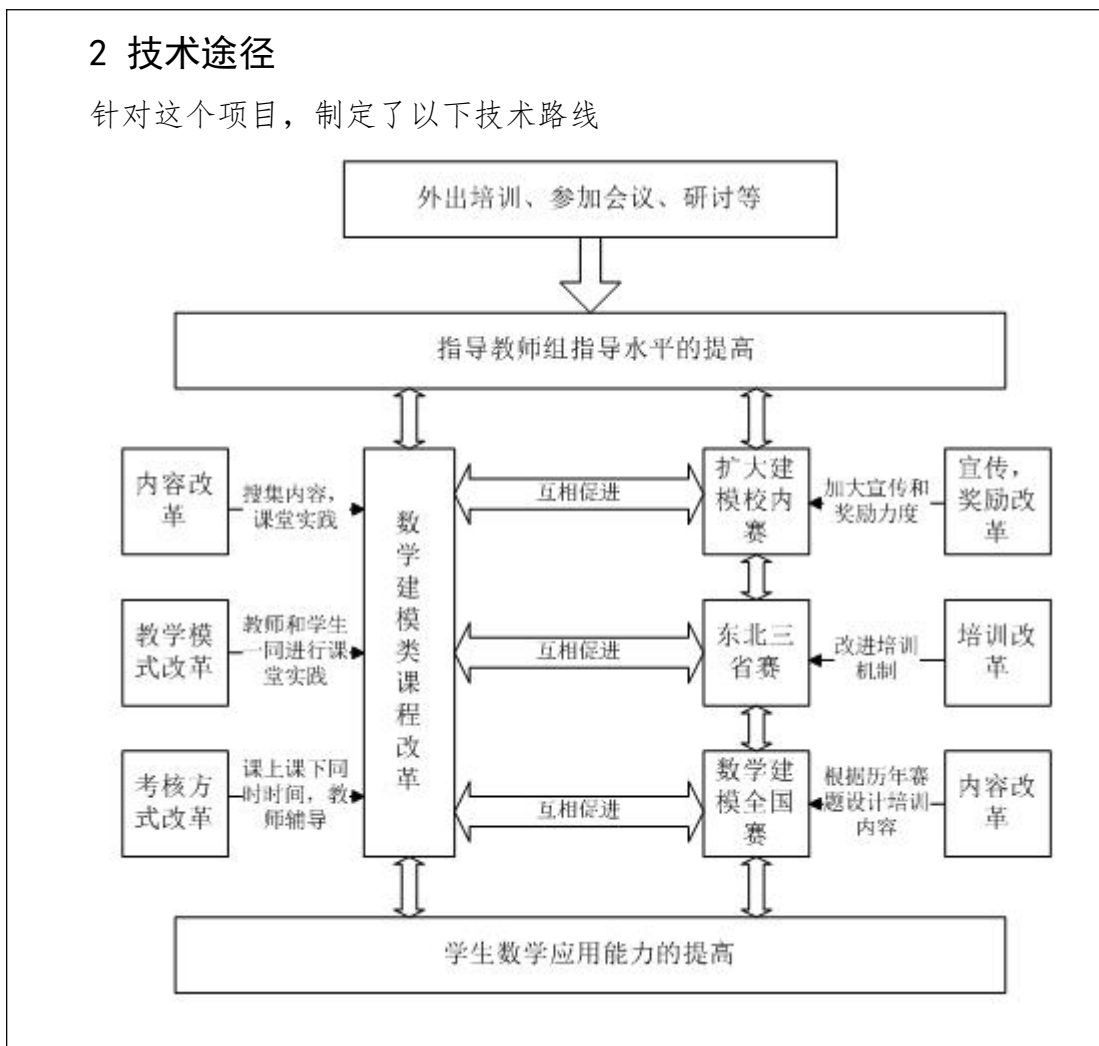 2 技术途径
针对这个项目，制定了以下技术路线
外出培训、参加会议、研讨等
指导教师组指导水平的提高
内容改
革
搜集内容，
课堂实践
教学模
式改革
教师和学生
一同进行课
堂实践
考核方
式改革
课上课下同
时时间，教
师辅导
数
学
建
模
类
课
程
改
革
互相促进
互相促进
互相促进
扩大建
模校内
赛
加大宣传和
奖励力度
宣传，
奖励改
革
东北三
省赛
改进培训
机制
培训改
革
数学建
模全国
赛
根据历年赛
题设计培训
内容
内容改
革
学生数学应用能力的提高